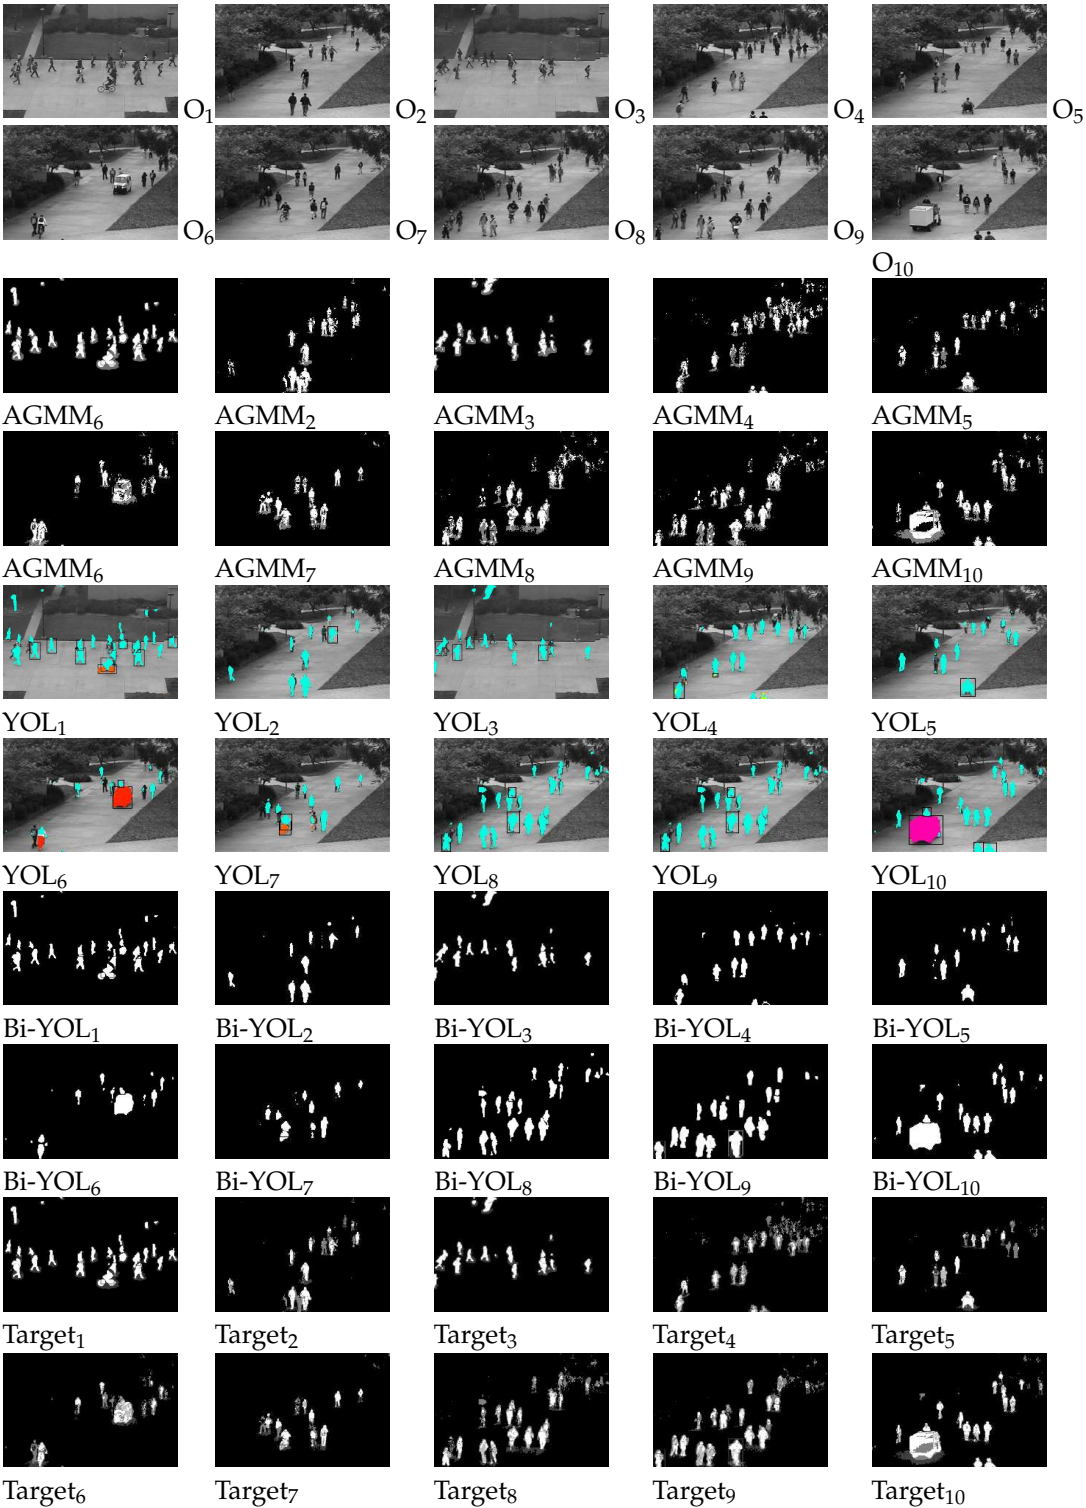 O₁ O₂ O₃ O₄ O₅
O₆ O₇ O₈ O₉
O₁₀
AGMM₆ AGMM₂ AGMM₃ AGMM₄ AGMM₅
AGMM₆ AGMM₇ AGMM₈ AGMM₉ AGMM₁₀
YOL₁ YOL₂ YOL₃ YOL₄ YOL₅
YOL₆ YOL₇ YOL₈ YOL₉ YOL₁₀
Bi-YOL₁ Bi-YOL₂ Bi-YOL₃ Bi-YOL₄ Bi-YOL₅
Bi-YOL₆ Bi-YOL₇ Bi-YOL₈ Bi-YOL₉ Bi-YOL₁₀
Target₁ Target₂ Target₃ Target₄ Target₅
Target₆ Target₇ Target₈ Target₉ Target₁₀